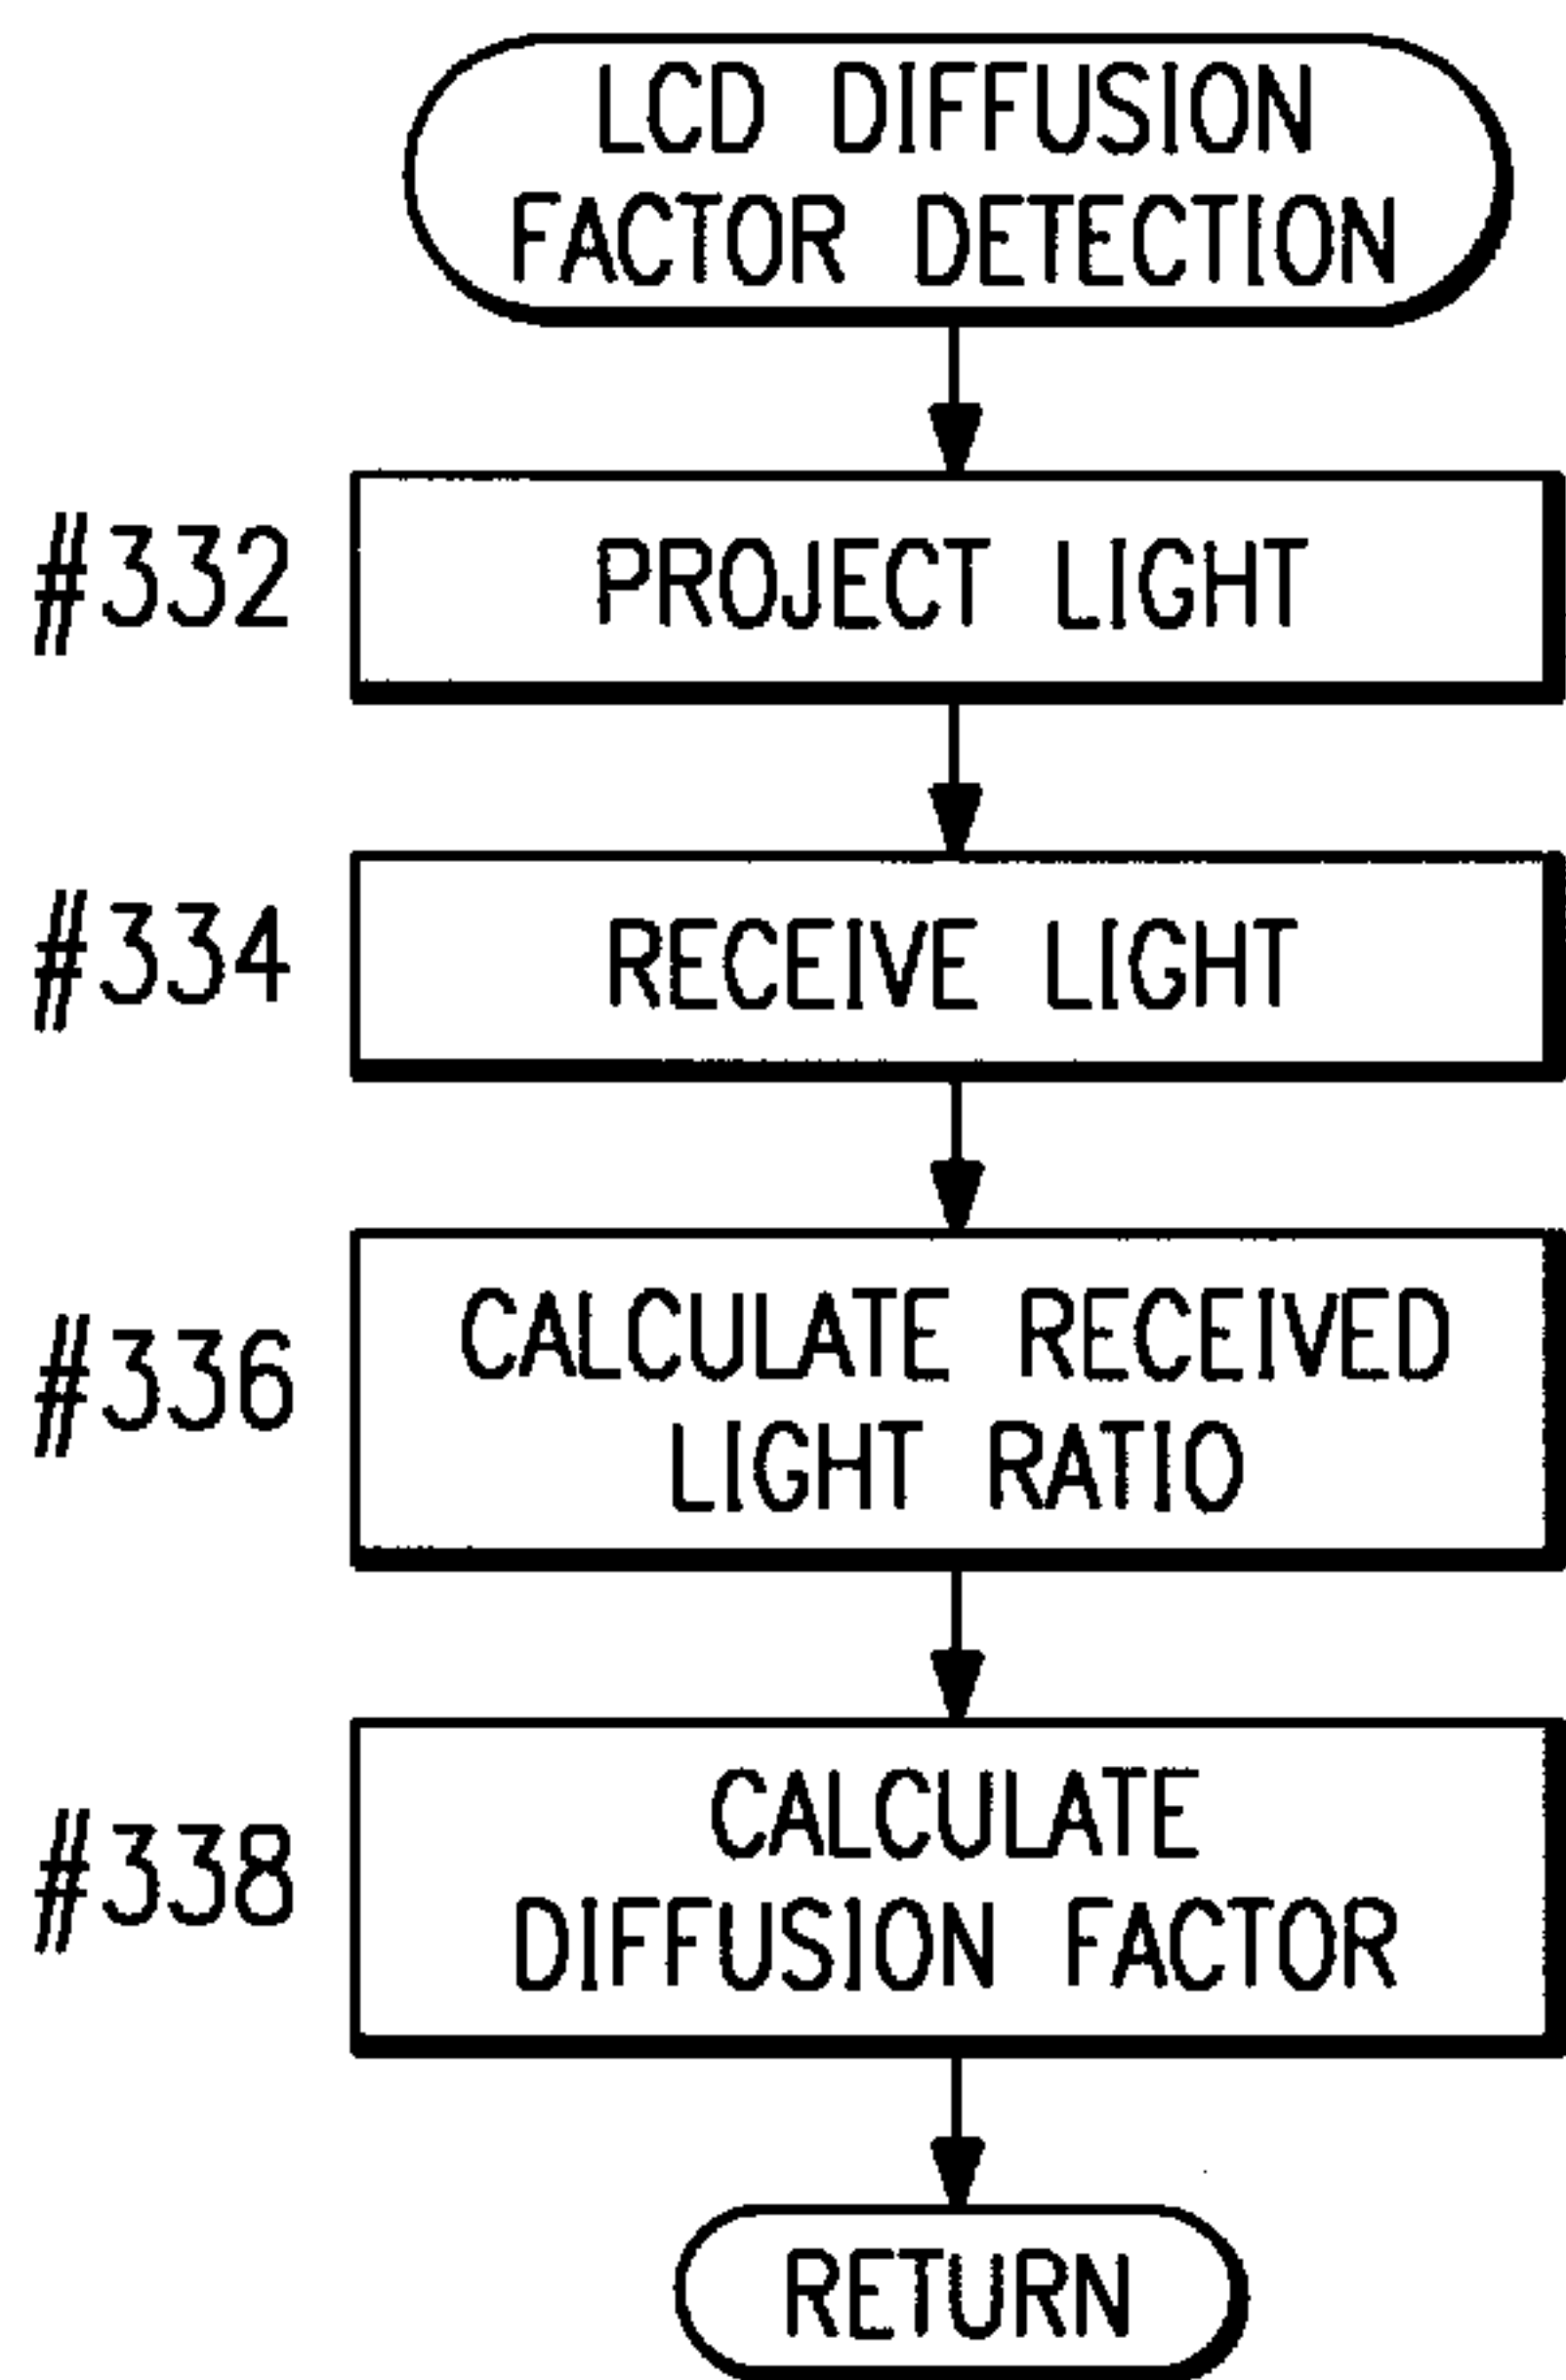 LCD DIFFUSION
FACTOR DETECTION
#332
PROJECT LIGHT
#334
RECEIVE LIGHT
#336
CALCULATE RECEIVED
LIGHT RATIO
#338
CALCULATE
DIFFUSION FACTOR
RETURN